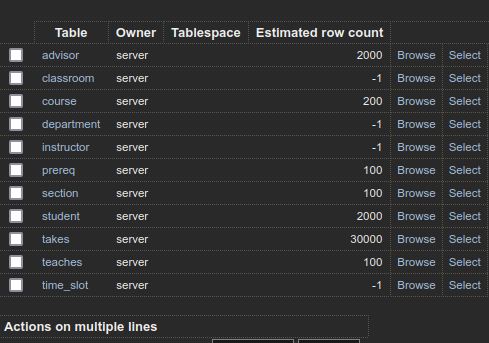 Table Owner Tablespace Estimated row count
advisor server 2000 Browse Select
classroom server -1 Browse Select
course server 200 Browse Select
department server -1 Browse Select
instructor server -1 Browse Select
prereq server 100 Browse Select
section server 100 Browse Select
student server 2000 Browse Select
takes server 30000 Browse Select
teaches server 100 Browse Select
time_slot server -1 Browse Select
Actions on multiple lines